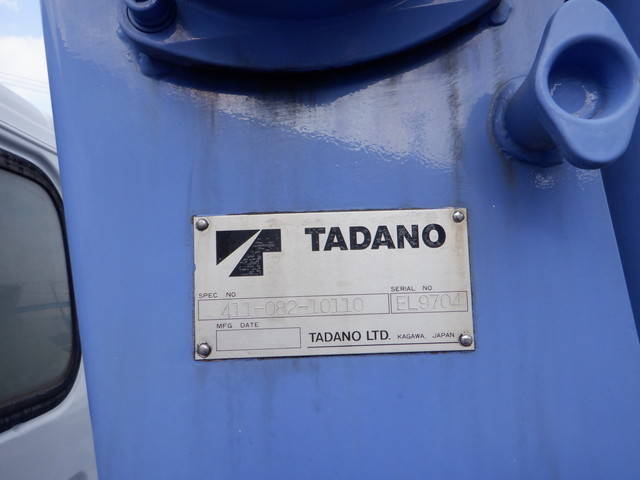 TADANO
SPEC NO
411-082-10110
SERIAL NO
EL9704
MFG DATE
TADANO LTD. KAGAWA, JAPAN